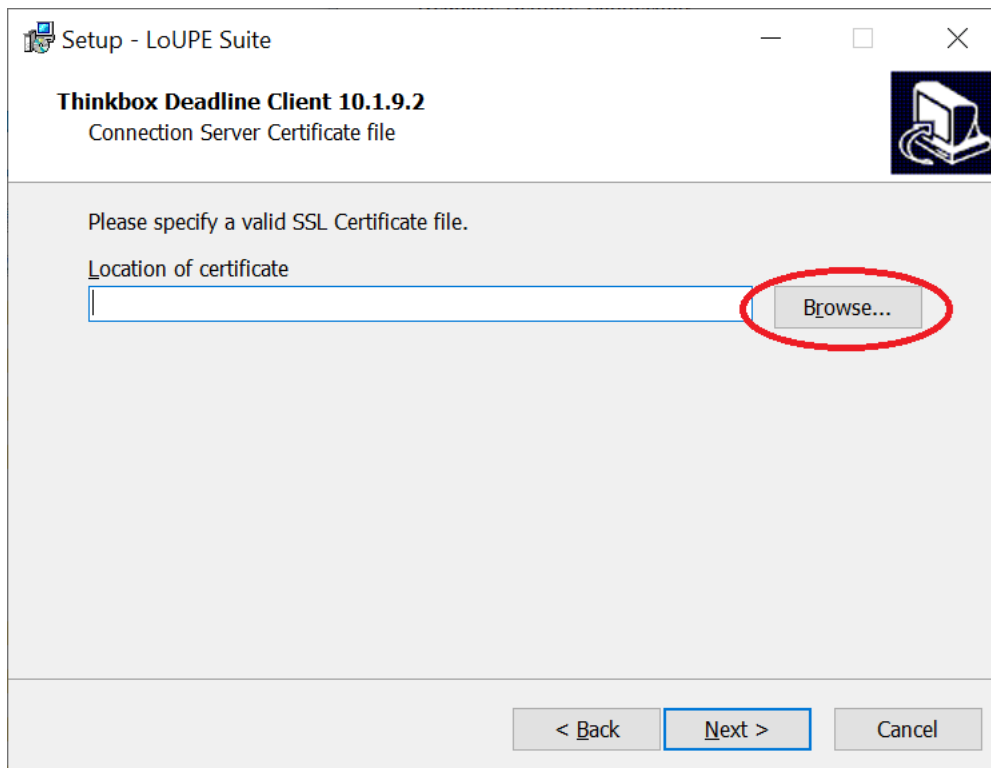 Setup - LoUPE Suite
Thinkbox Deadline Client 10.1.9.2
Connection Server Certificate file
Please specify a valid SSL Certificate file.
Location of certificate
Browse...
< Back Next > Cancel